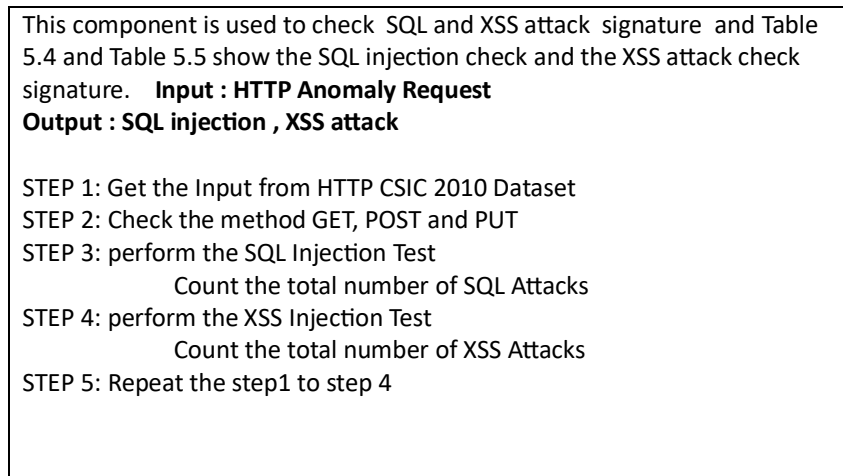 This component is used to check SQL and XSS attack signature and Table
5.4 and Table 5.5 show the SQL injection check and the XSS attack check
signature. Input : HTTP Anomaly Request
Output : SQL injection , XSS attack
STEP 1: Get the Input from HTTP CSIC 2010 Dataset
STEP 2: Check the method GET, POST and PUT
STEP 3: perform the SQL Injection Test
Count the total number of SQL Attacks
STEP 4: perform the XSS Injection Test
Count the total number of XSS Attacks
STEP 5: Repeat the step1 to step 4